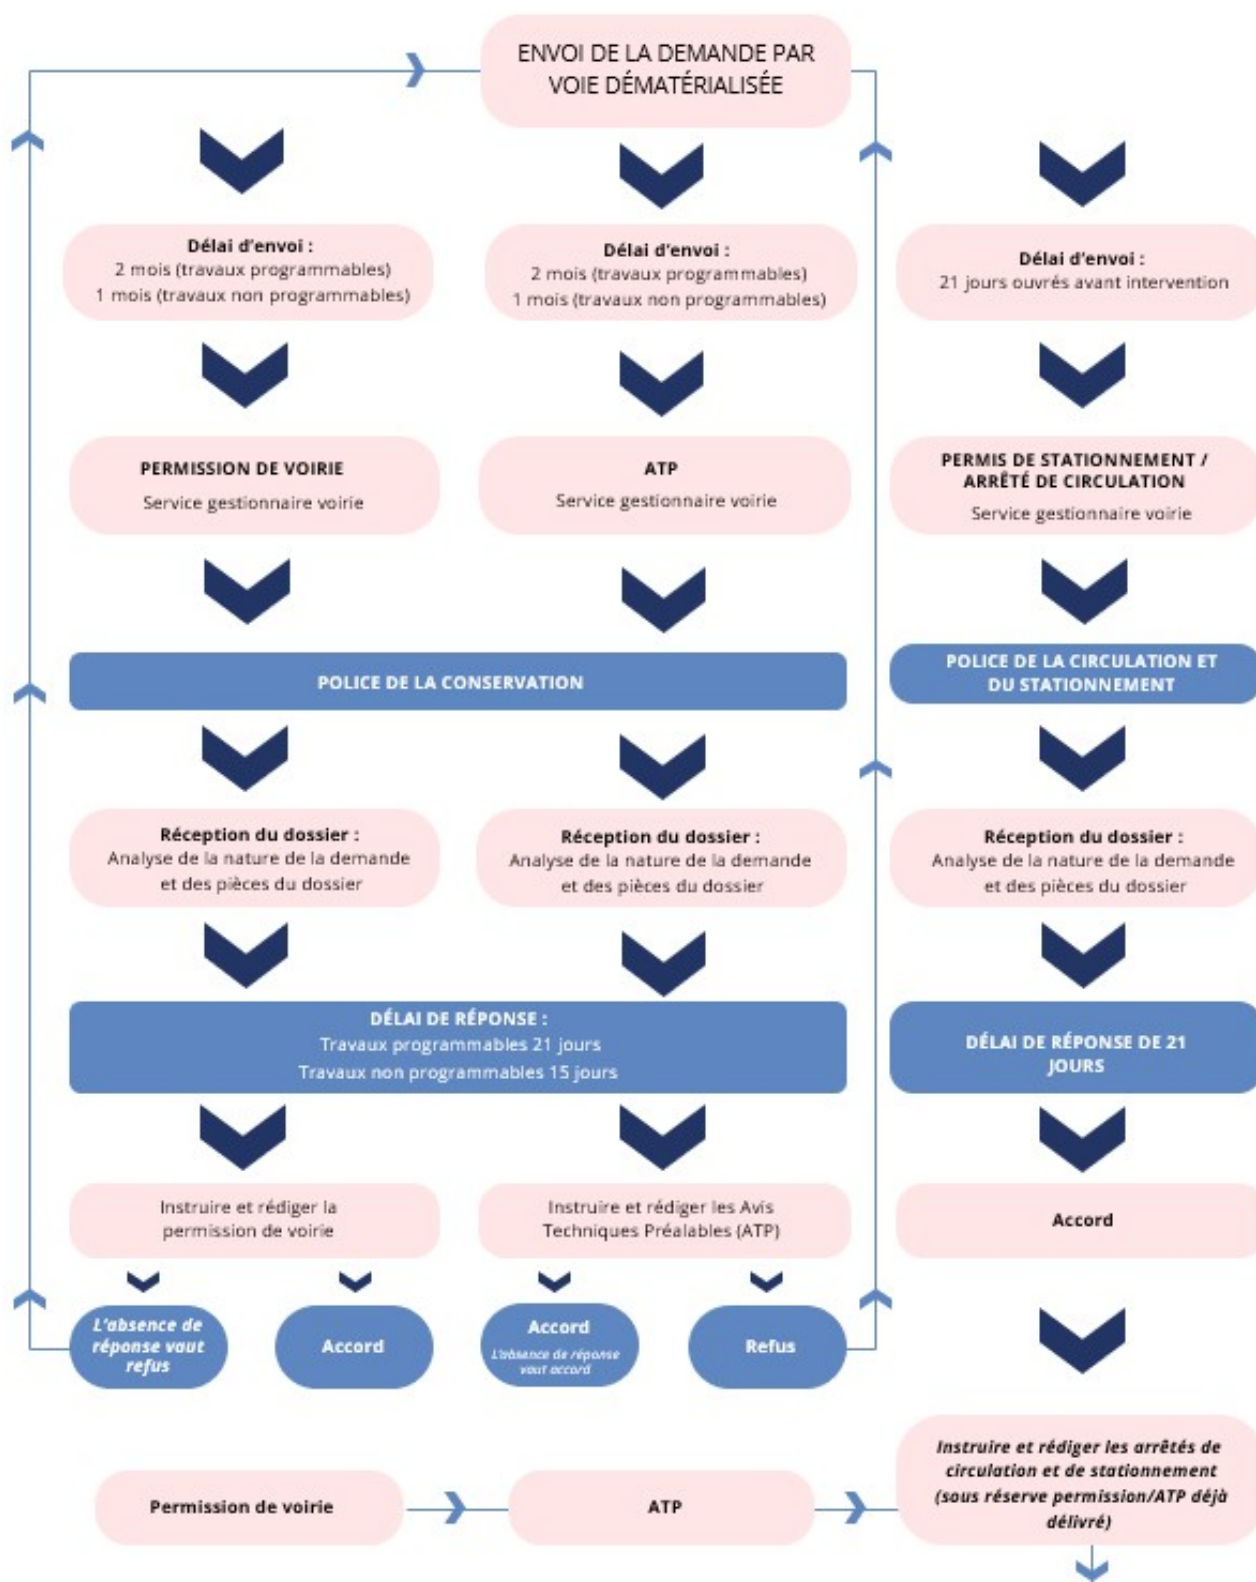 ENVOI DE LA DEMANDE PAR
VOIE DÉMATÉRIALISÉE
Délai d'envoi :
2 mois (travaux programmables)
1 mois (travaux non programmables)
Délai d'envoi :
2 mois (travaux programmables)
1 mois (travaux non programmables)
Délai d'envoi :
21 jours ouvrés avant intervention
PERMISSION DE VOIRIE
Service gestionnaire voirie
ATP
Service gestionnaire voirie
PERMIS DE STATIONNEMENT /
ARRÊTÉ DE CIRCULATION
Service gestionnaire voirie
POLICE DE LA CONSERVATION
POLICE DE LA CIRCULATION ET
DU STATIONNEMENT
Réception du dossier :
Analyse de la nature de la demande
et des pièces du dossier
Réception du dossier :
Analyse de la nature de la demande
et des pièces du dossier
Réception du dossier :
Analyse de la nature de la demande
et des pièces du dossier
DÉLAI DE RÉPONSE :
Travaux programmables 21 jours
Travaux non programmables 15 jours
DÉLAI DE RÉPONSE DE 21
JOURS
Instruire et rédiger la
permission de voirie
Instruire et rédiger les Avis
Techniques Préalables (ATP)
Accord
L'absence de
réponse vaut
refus
Accord
Accord
L'absence de réponse
vaut accord
Refus
Permission de voirie
ATP
Instruire et rédiger les arrêtés de
circulation et de stationnement
(sous réserve permission/ATP déjà
délivré)